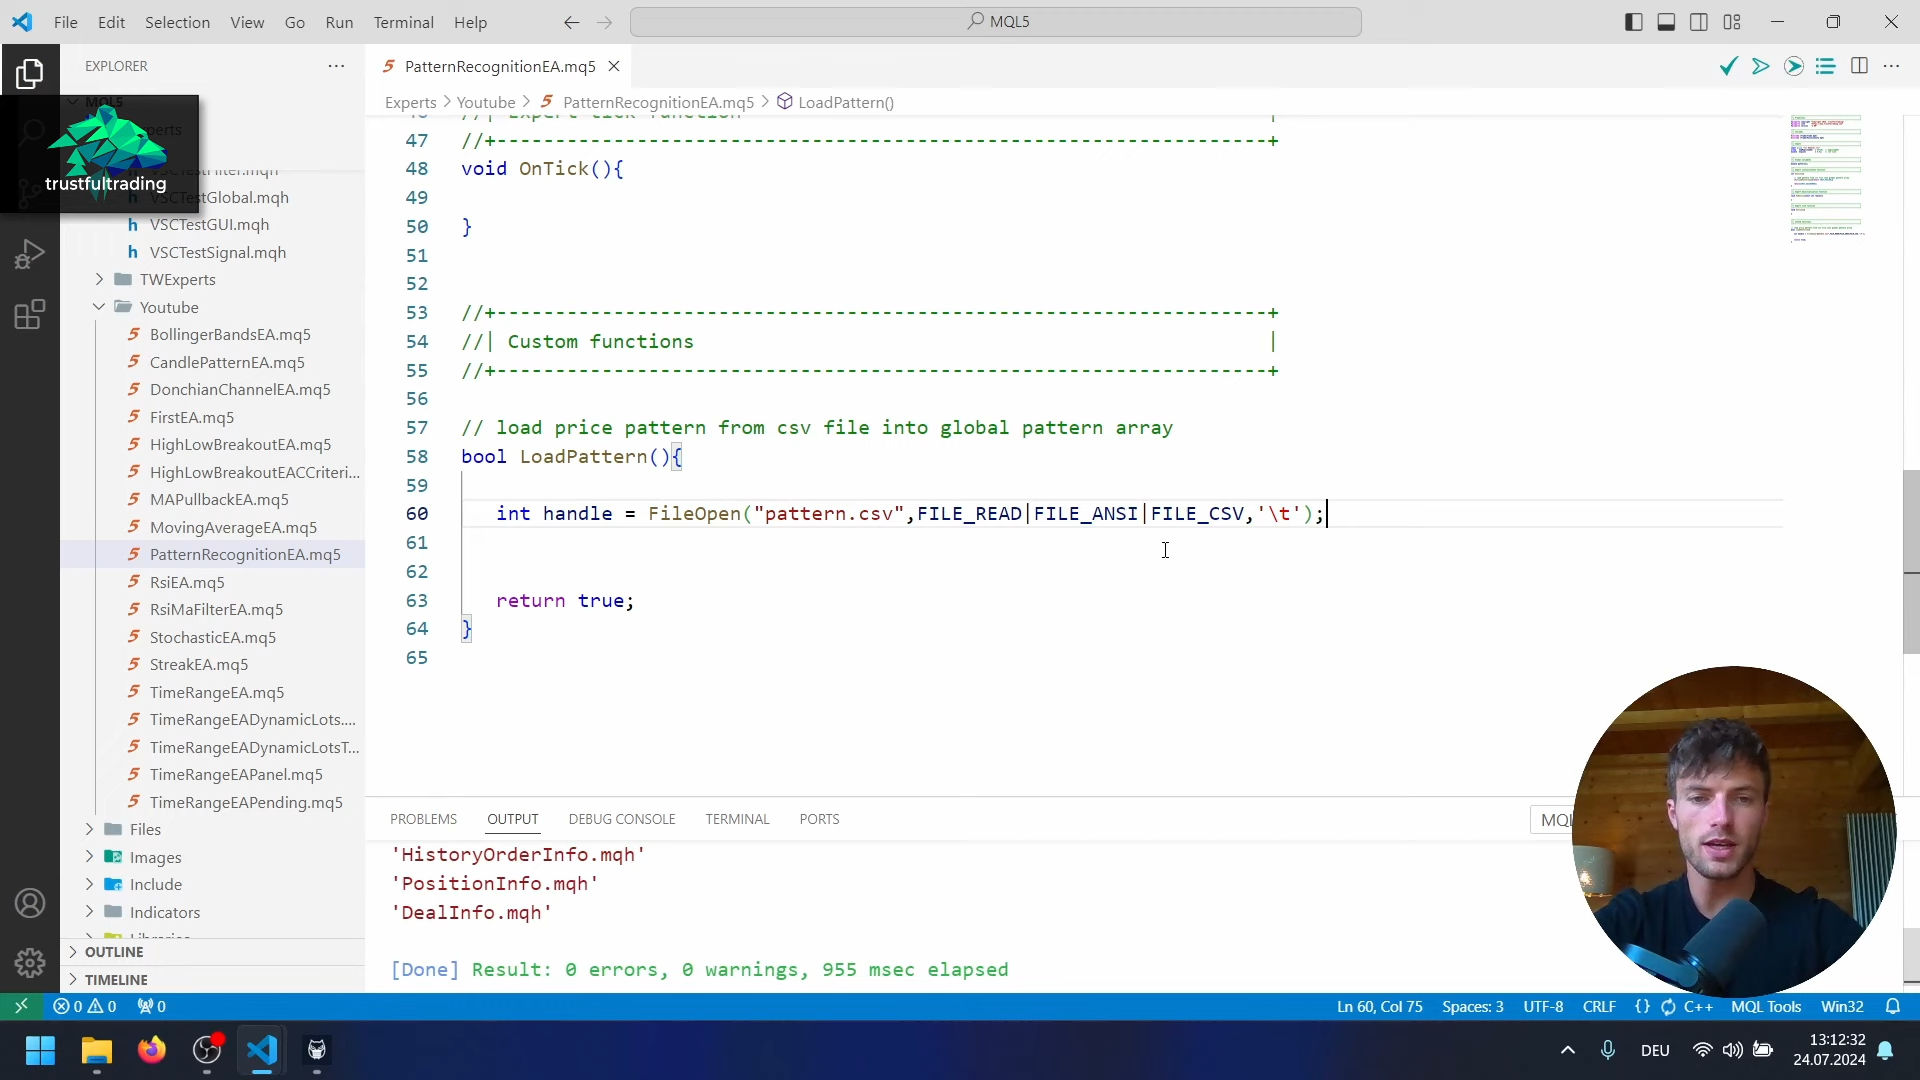 File Edit Selection View Go Run Terminal Help
MQL5
EXPLORER
PatternRecognitionEA.mq5
Experts > Youtube > PatternRecognitionEA.mq5 > LoadPattern()
trustfultrading
VSCTestGlobal.mqh
VSCTestGUI.mqh
VSCTestSignal.mqh
TWExperts
Youtube
BollingerBandsEA.mq5
CandlePatternEA.mq5
DonchianChannelEA.mq5
FirstEA.mq5
HighLowBreakoutEA.mq5
HighLowBreakoutEACCriteri...
MAPullbackEA.mq5
MovingAverageEA.mq5
PatternRecognitionEA.mq5
RsiEA.mq5
RsiMaFilterEA.mq5
StochasticEA.mq5
StreakEA.mq5
TimeRangeEA.mq5
TimeRangeEADynamicLots....
TimeRangeEADynamicLotsT...
TimeRangeEAPanel.mq5
TimeRangeEAPending.mq5
Files
Images
Include
Indicators
OUTLINE
TIMELINE
47 //+------------------------------------------------------------------+
48 void OnTick(){
49
50 }
51
52
53 //+------------------------------------------------------------------+
54 //| Custom functions |
55 //+------------------------------------------------------------------+
56
57 // load price pattern from csv file into global pattern array
58 bool LoadPattern(){
59
60 int handle = FileOpen("pattern.csv",FILE_READ|FILE_ANSI|FILE_CSV,'\t');
61
62
63 return true;
64 }
65
PROBLEMS OUTPUT DEBUG CONSOLE TERMINAL PORTS
'HistoryOrderInfo.mqh'
'PositionInfo.mqh'
'DealInfo.mqh'
[Done] Result: 0 errors, 0 warnings, 955 msec elapsed
0 0 0 Ln 60, Col 75 Spaces: 3 UTF-8 CRLF {} C++ MQL Tools Win32
DEU
13:12:32
24.07.2024